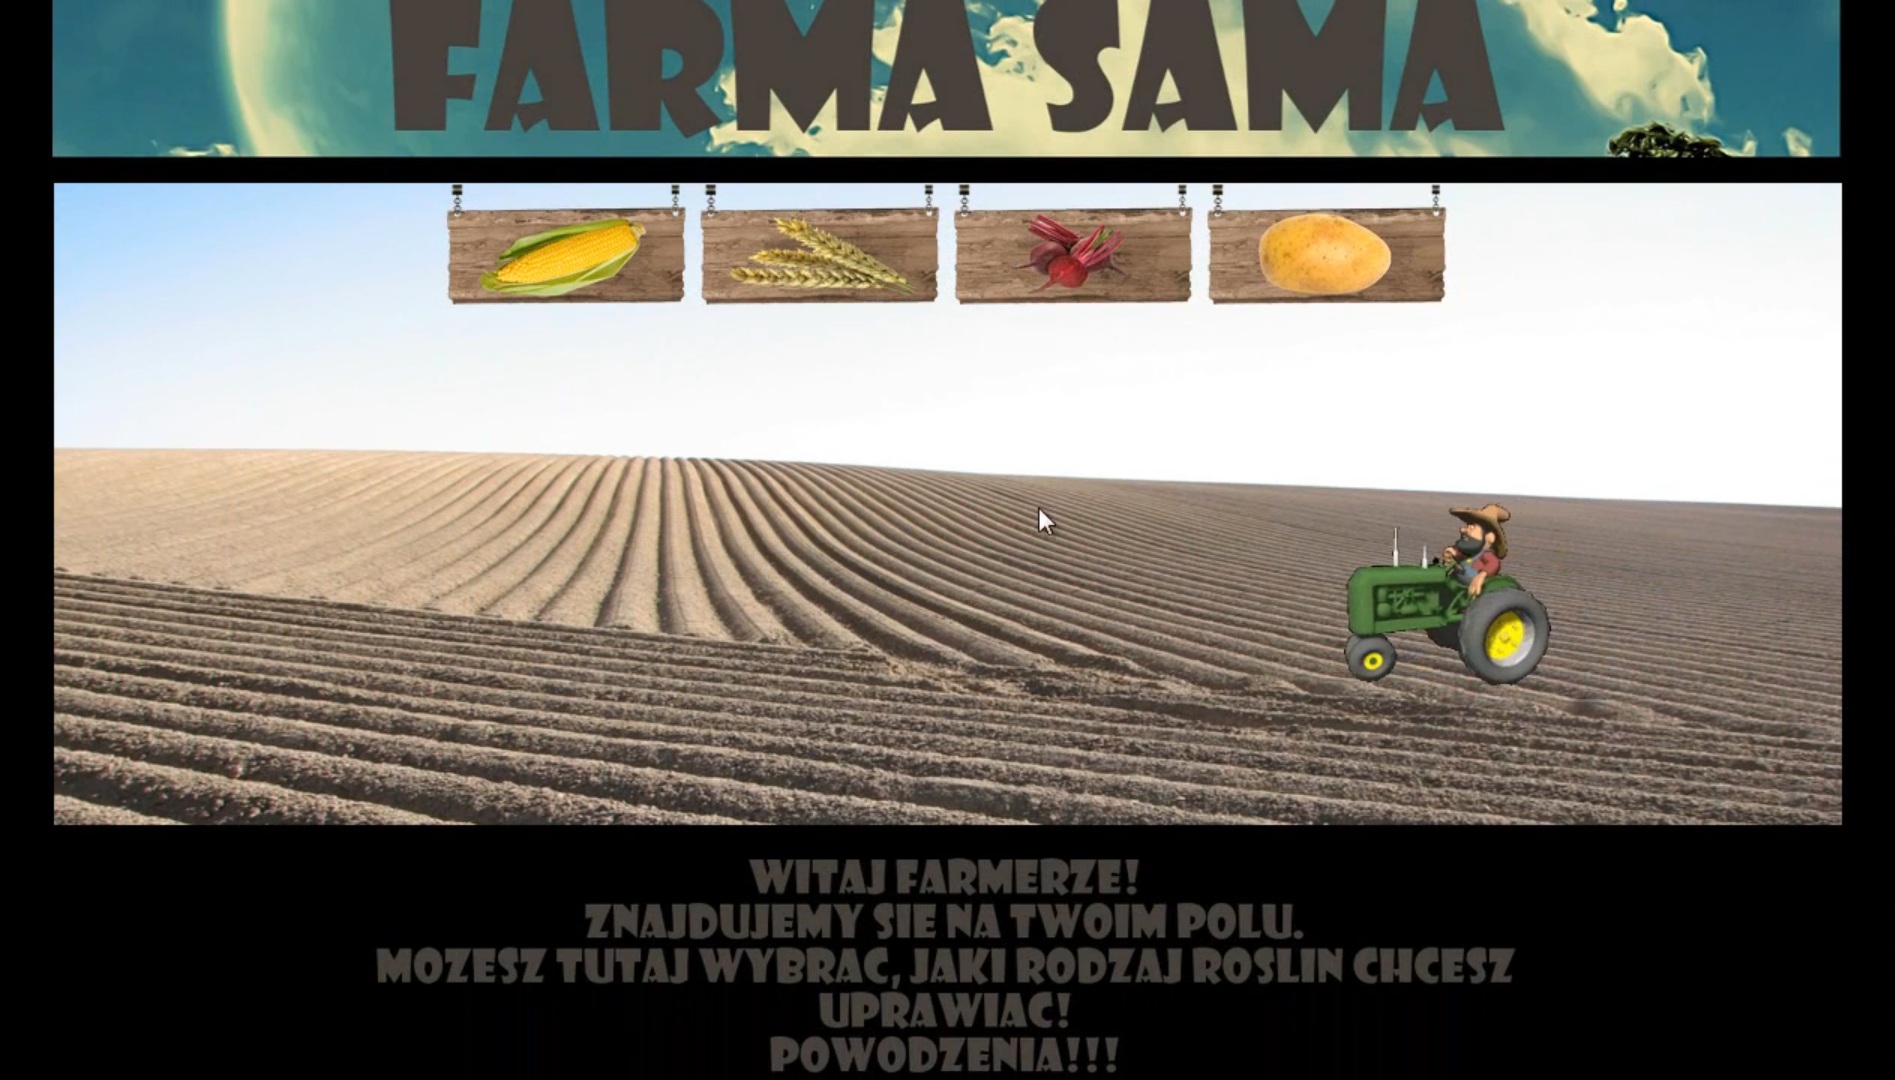 FARMA SAMA
WITAJ FARMERZE!
ZNAJDUJEMY SIE NA TWOIM POLU.
MOZESZ TUTAJ WYBRAC, JAKI RODZAJ ROSLIN CHCESZ
UPRAWIAC!
POWODZENIA!!!